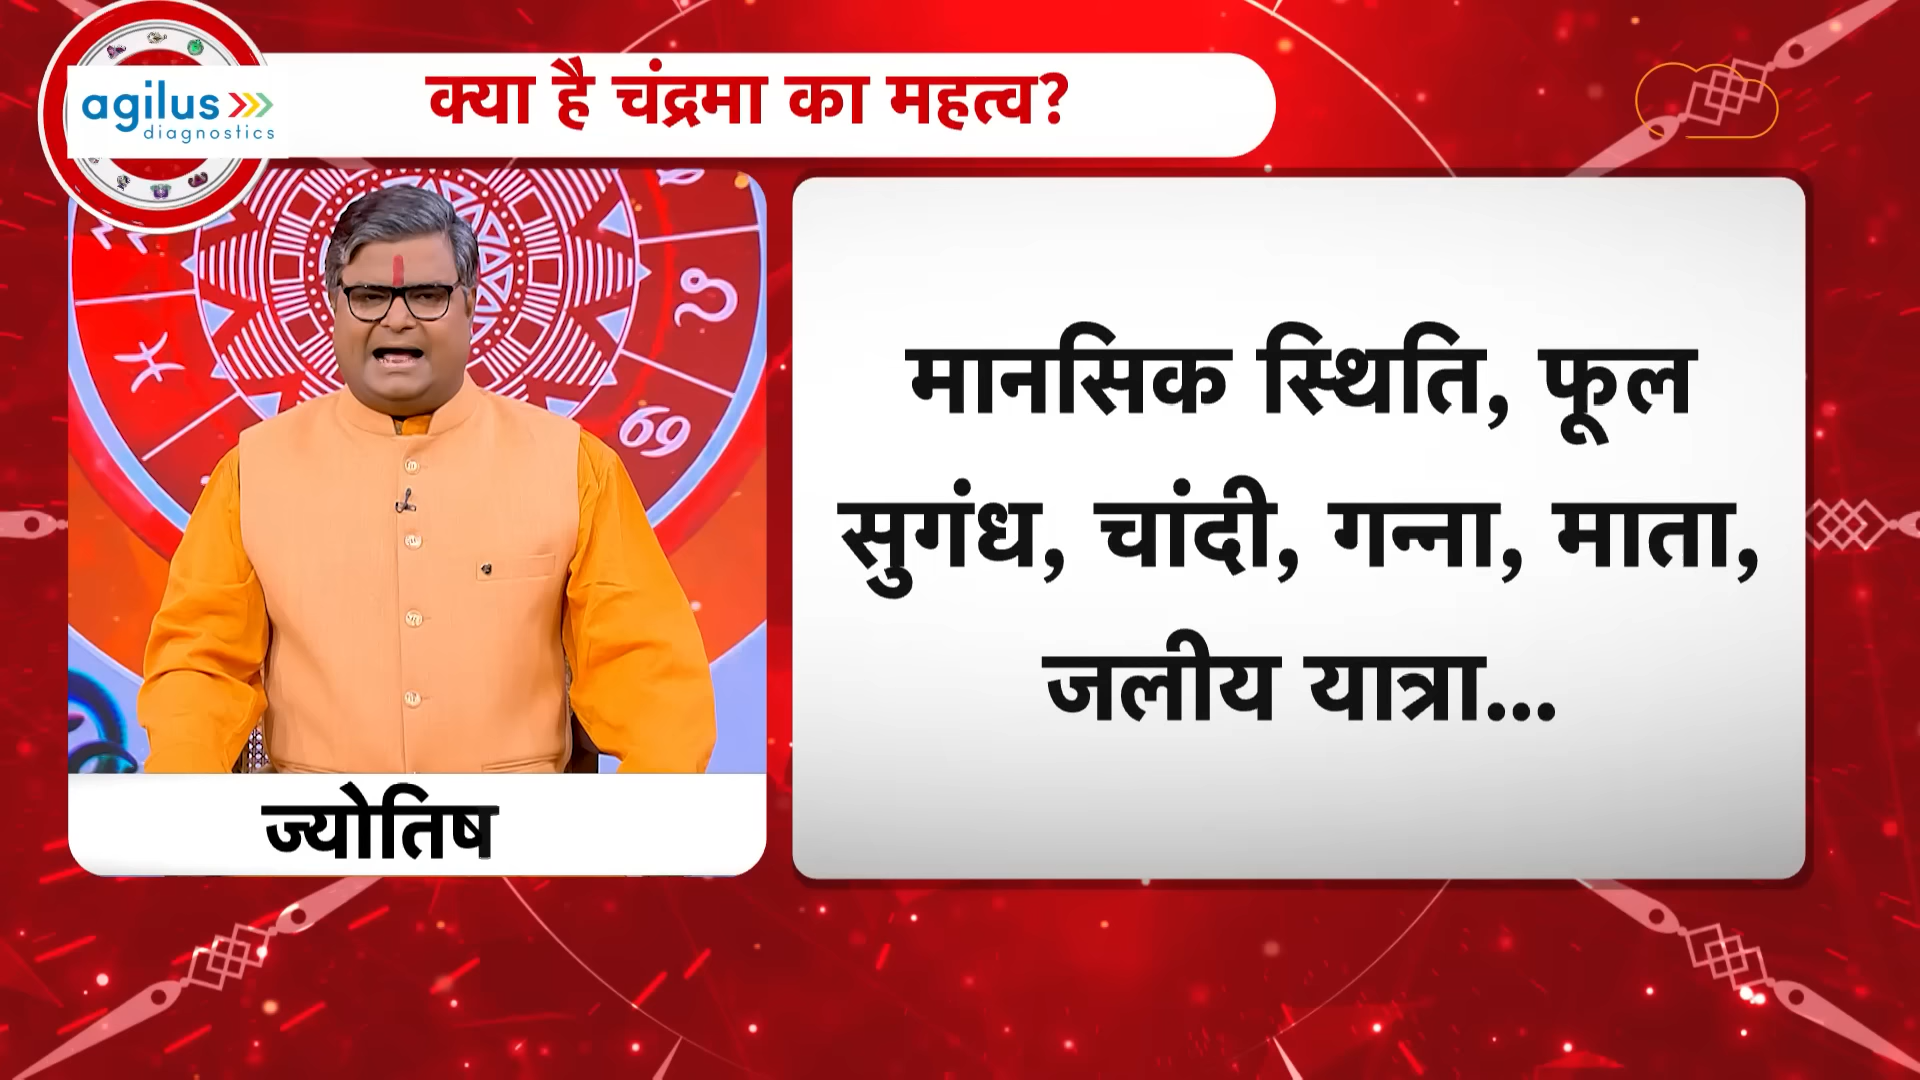 agilus
diagnostics
क्या है चंद्रमा का महत्व?
मानसिक स्थिति, फूल
सुगंध, चांदी, गन्ना, माता,
जलीय यात्रा...
ज्योतिष